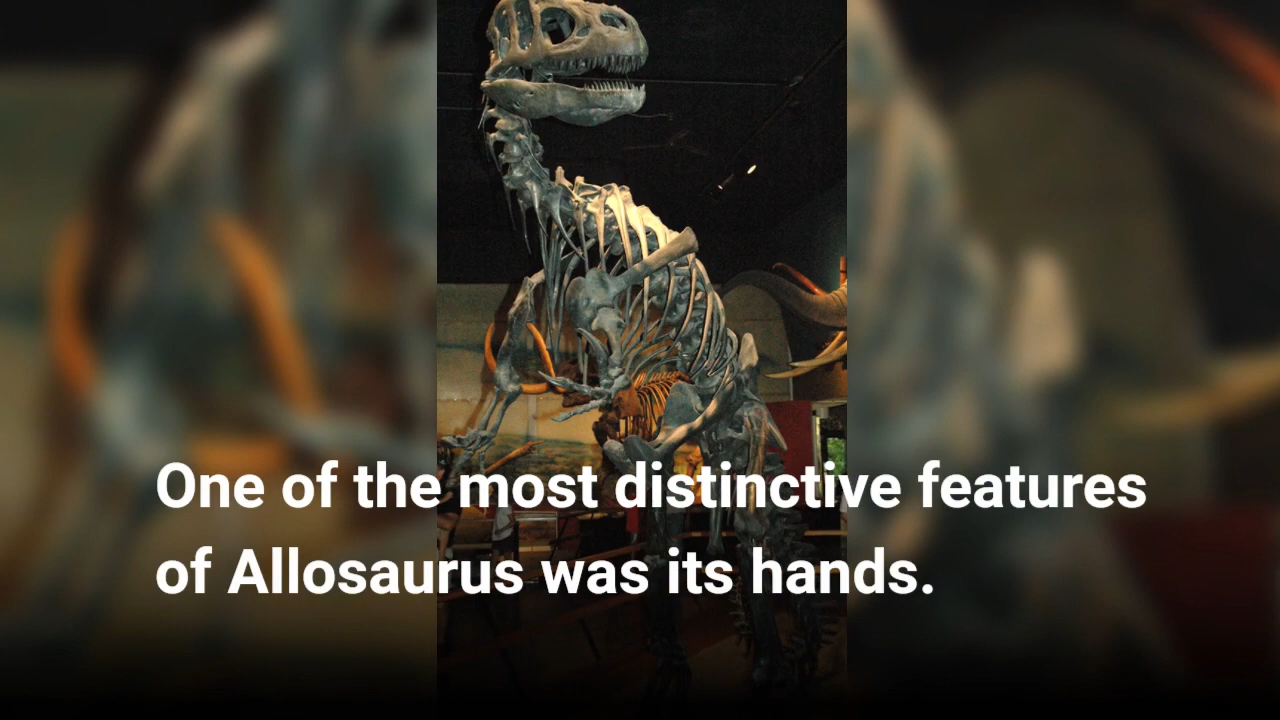 One of the most distinctive features
of Allosaurus was its hands.